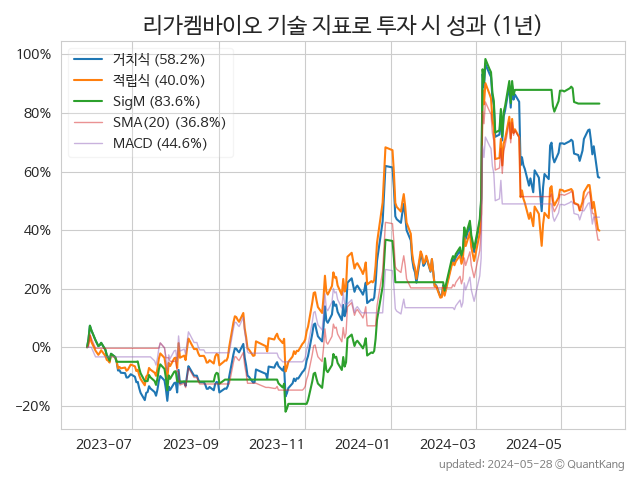 리가켐바이오 기술 지표로 투자 시 성과 (1년)
거치식 (58.2%)
적립식 (40.0%)
SigM (83.6%)
SMA(20) (36.8%)
MACD (44.6%)
100%
80%
60%
40%
20%
0%
−20%
2023-07 2023-09 2023-11 2024-01 2024-03 2024-05
updated: 2024-05-28 © QuantKang